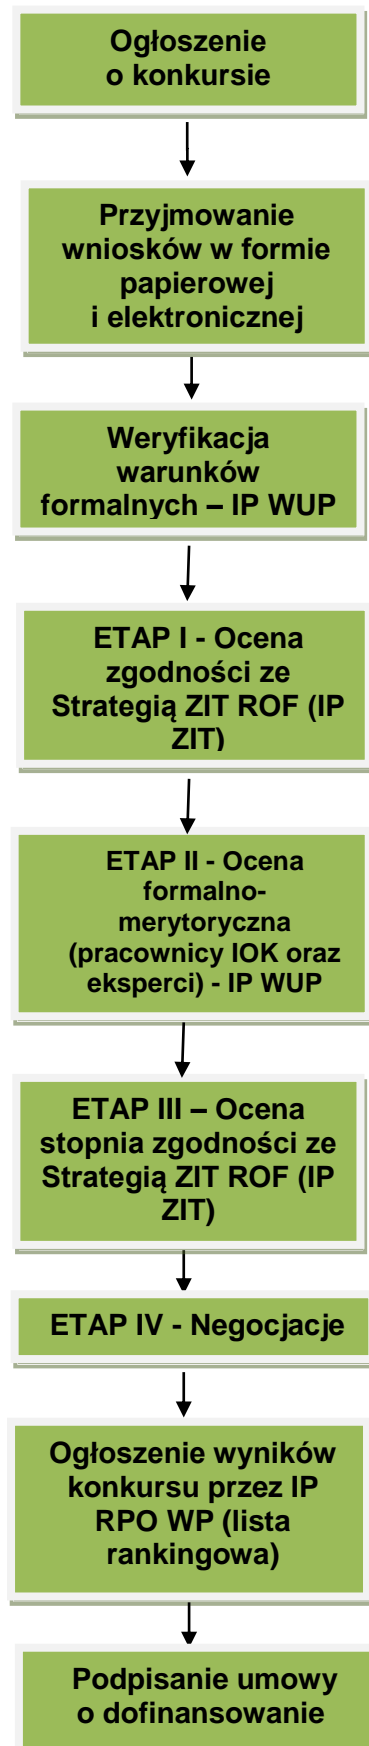 Ogłoszenie
o konkursie
Przyjmowanie
wniosków w formie
papierowej
i elektronicznej
Weryfikacja
warunków
formalnych – IP WUP
ETAP I - Ocena
zgodności ze
Strategią ZIT ROF (IP
ZIT)
ETAP II - Ocena
formalno-
merytoryczna
(pracownicy IOK oraz
eksperci) - IP WUP
ETAP III – Ocena
stopnia zgodności ze
Strategią ZIT ROF (IP
ZIT)
ETAP IV - Negocjacje
Ogłoszenie wyników
konkursu przez IP
RPO WP (lista
rankingowa)
Podpisanie umowy
o dofinansowanie